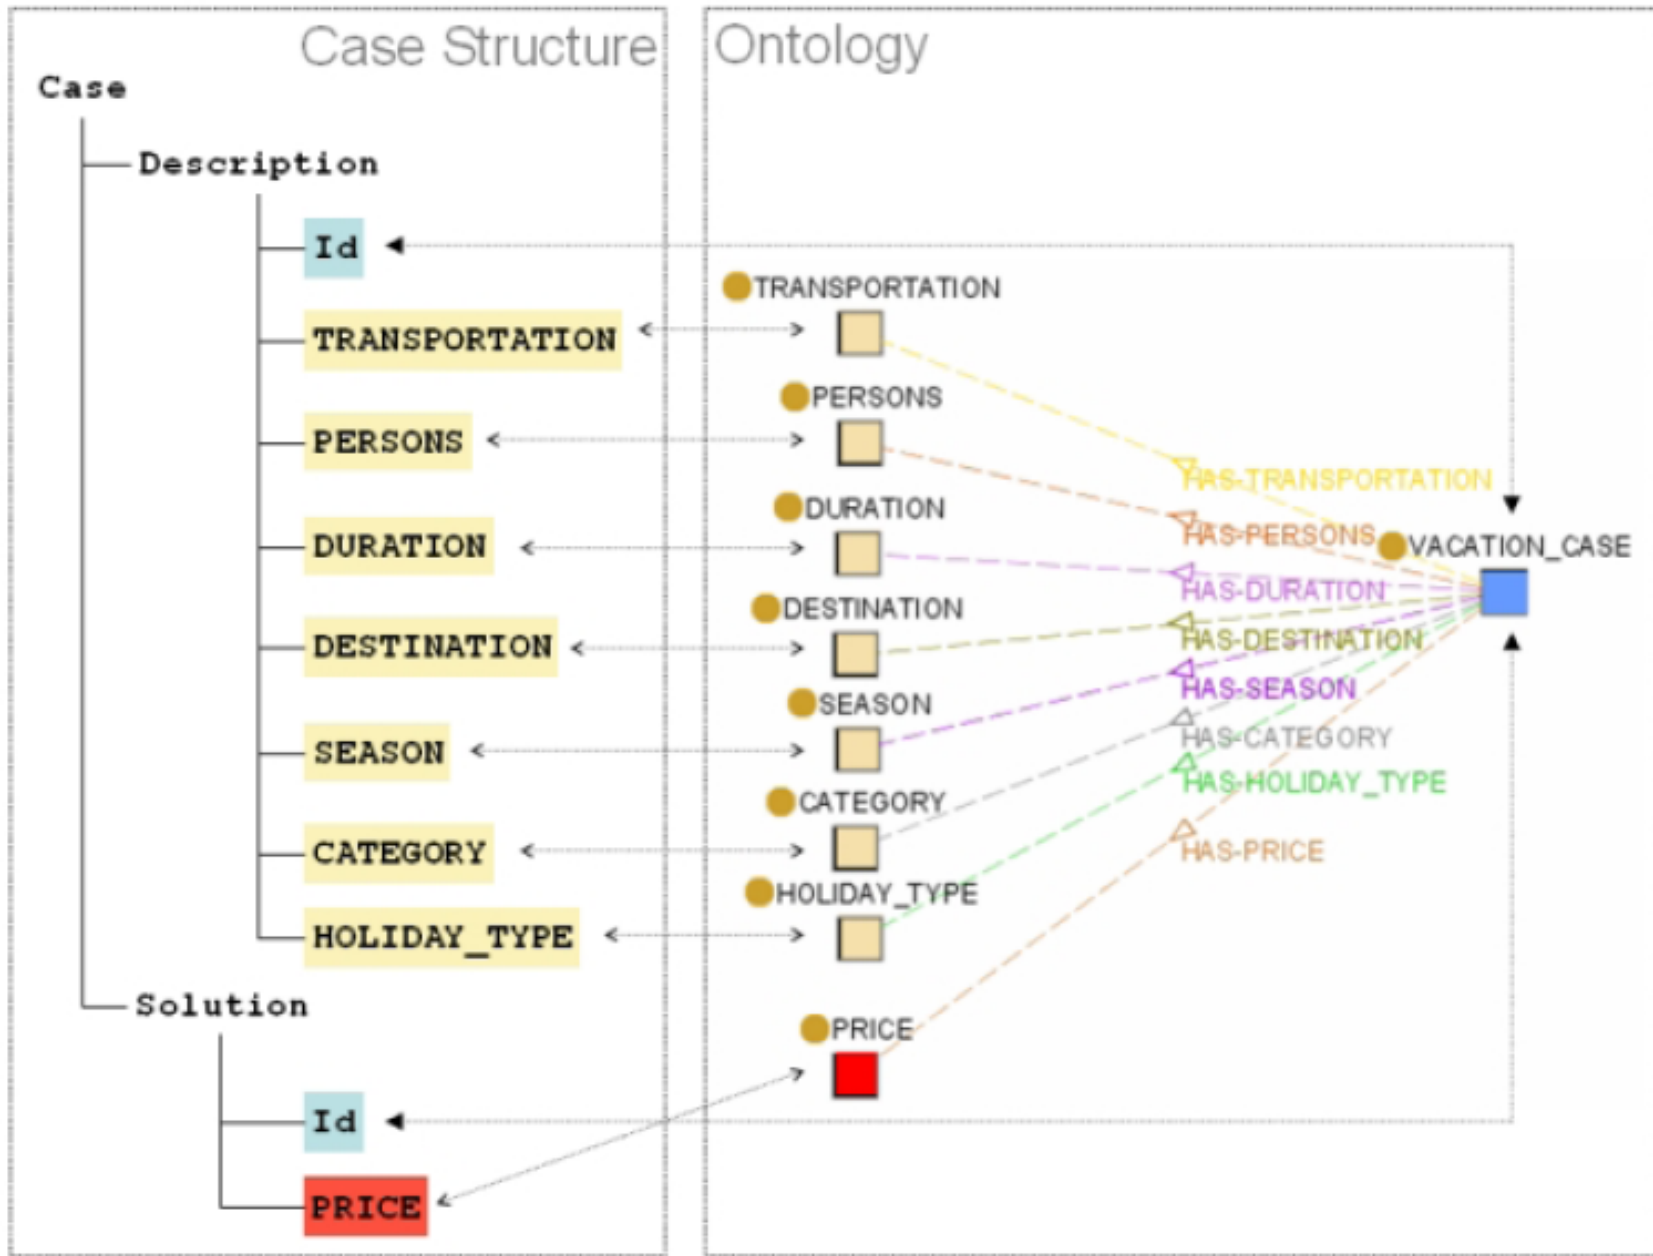 Case Structure
Case
Description
Id
TRANSPORTATION
PERSONS
DURATION
DESTINATION
SEASON
CATEGORY
HOLIDAY_TYPE
Solution
Id
PRICE
Ontology
TRANSPORTATION
PERSONS
DURATION
DESTINATION
SEASON
CATEGORY
HOLIDAY_TYPE
PRICE
HAS-TRANSPORTATION
HAS-PERSONS
VACATION_CASE
HAS-DURATION
HAS-DESTINATION
HAS-SEASON
HAS-CATEGORY
HAS-HOLIDAY_TYPE
HAS-PRICE